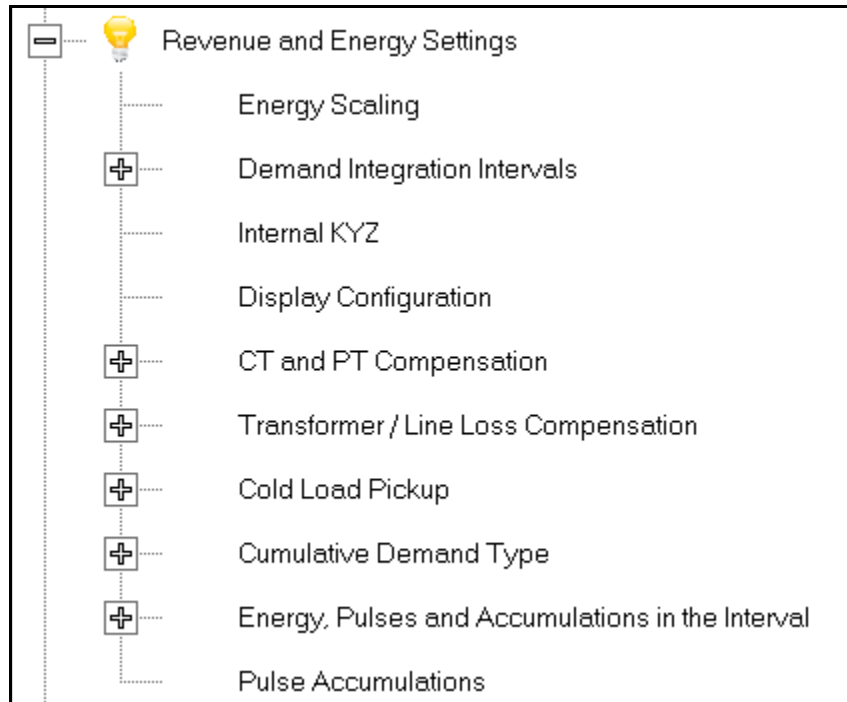 Revenue and Energy Settings
Energy Scaling
Demand Integration Intervals
Internal KYZ
Display Configuration
CT and PT Compensation
Transformer / Line Loss Compensation
Cold Load Pickup
Cumulative Demand Type
Energy, Pulses and Accumulations in the Interval
Pulse Accumulations